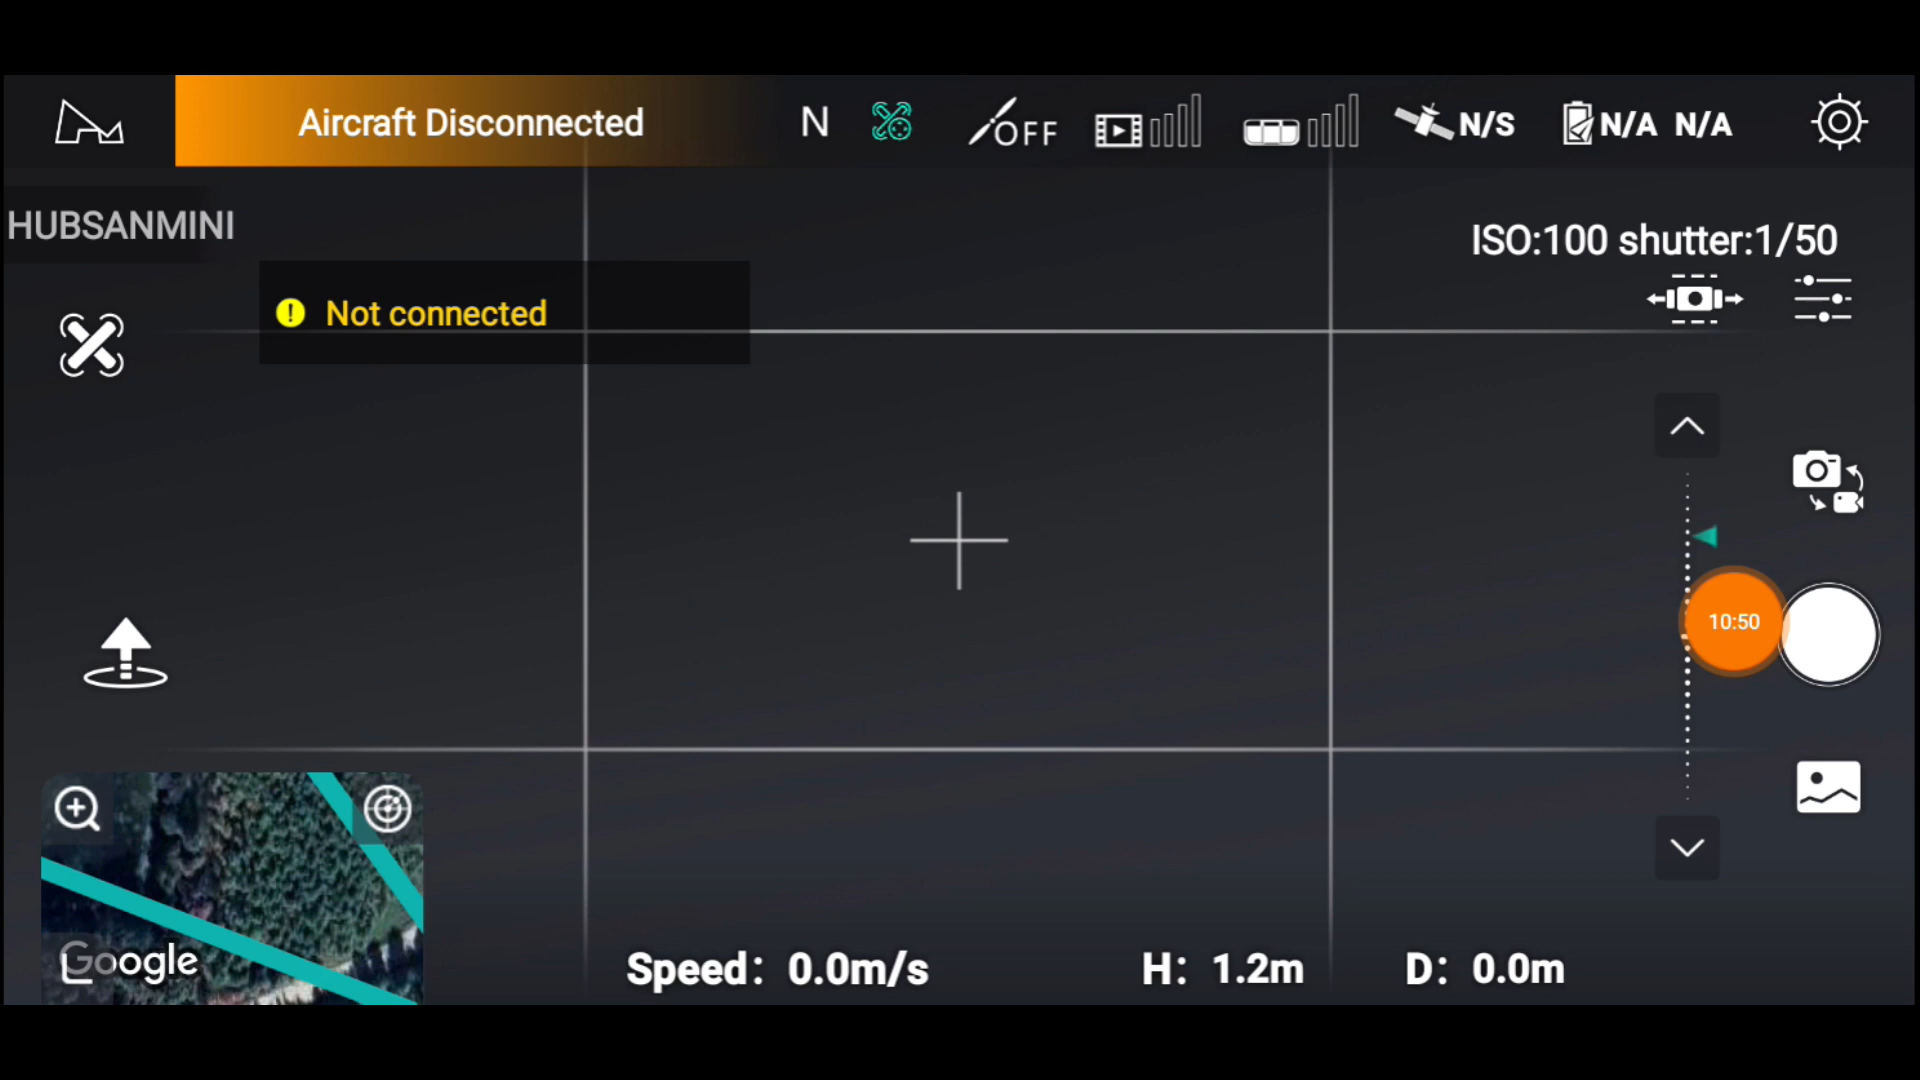 Aircraft Disconnected
N
OFF
N/S
N/A N/A
HUBSANMINI
ISO:100 shutter:1/50
Not connected
10:50
Google
Speed: 0.0m/s
H: 1.2m
D: 0.0m